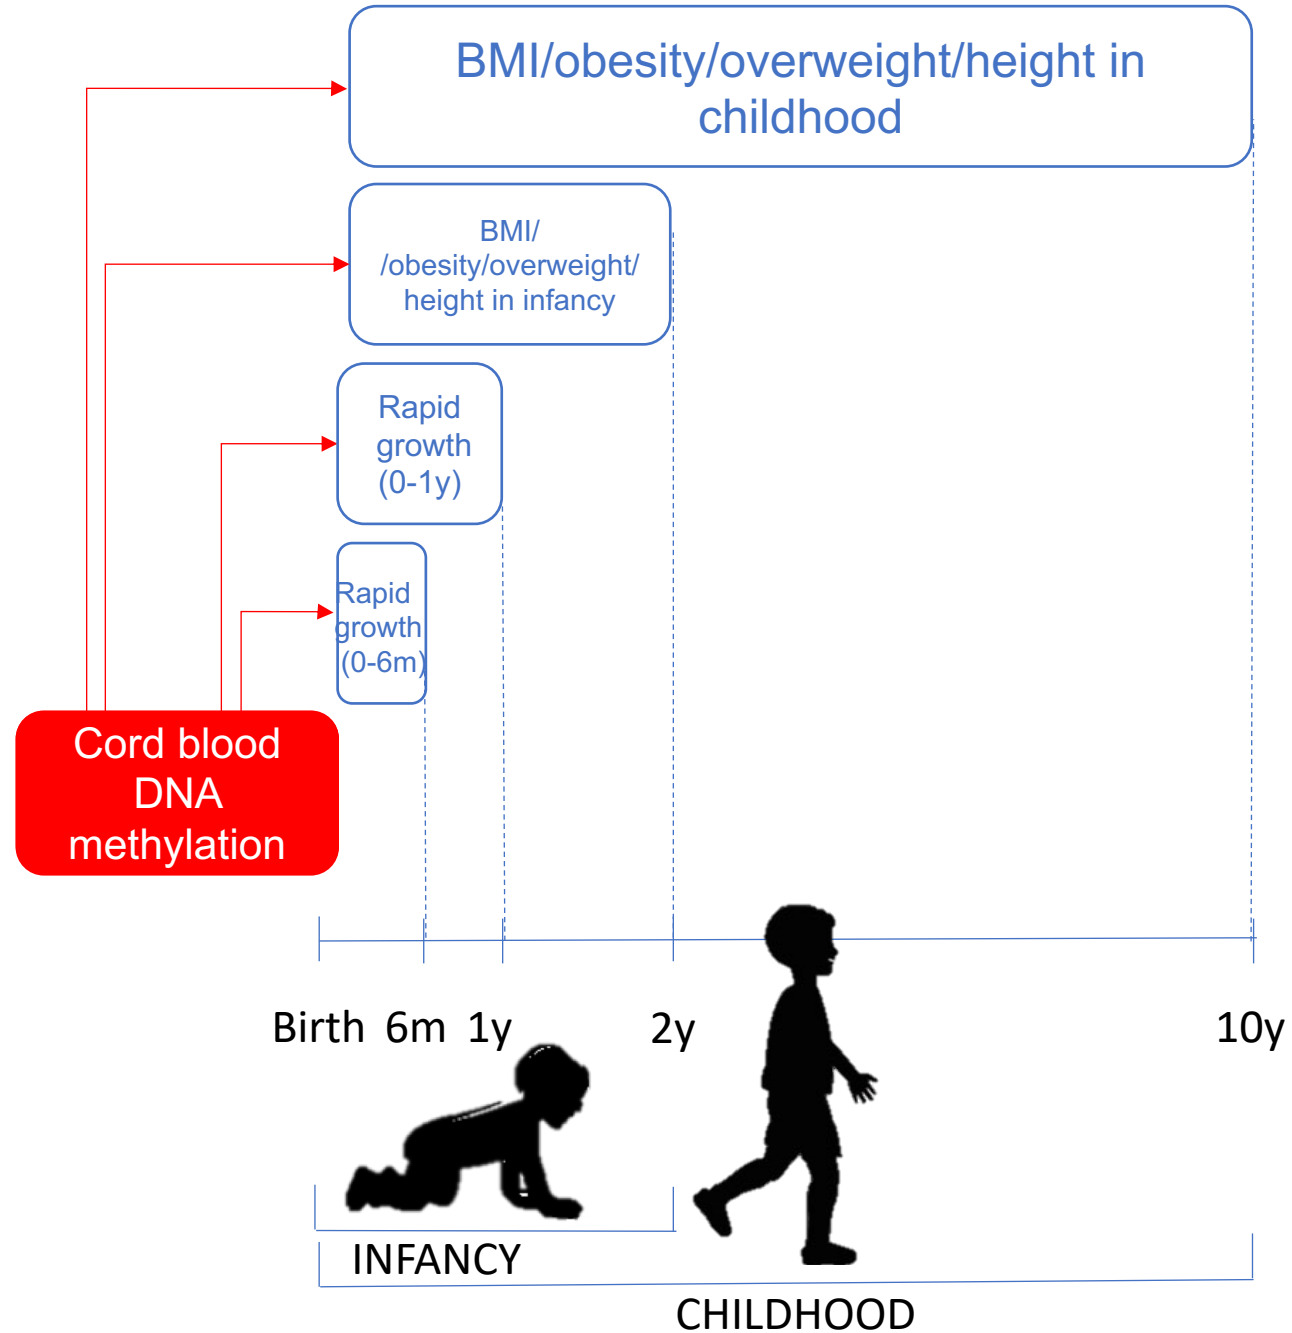 BMI/obesity/overweight/height in
childhood
BMI/
/obesity/overweight/
height in infancy
Rapid
growth
(0-1y)
Rapid
growth
(0-6m)
Cord blood
DNA
methylation
Birth 6m 1y 2y 10y
INFANCY
CHILDHOOD